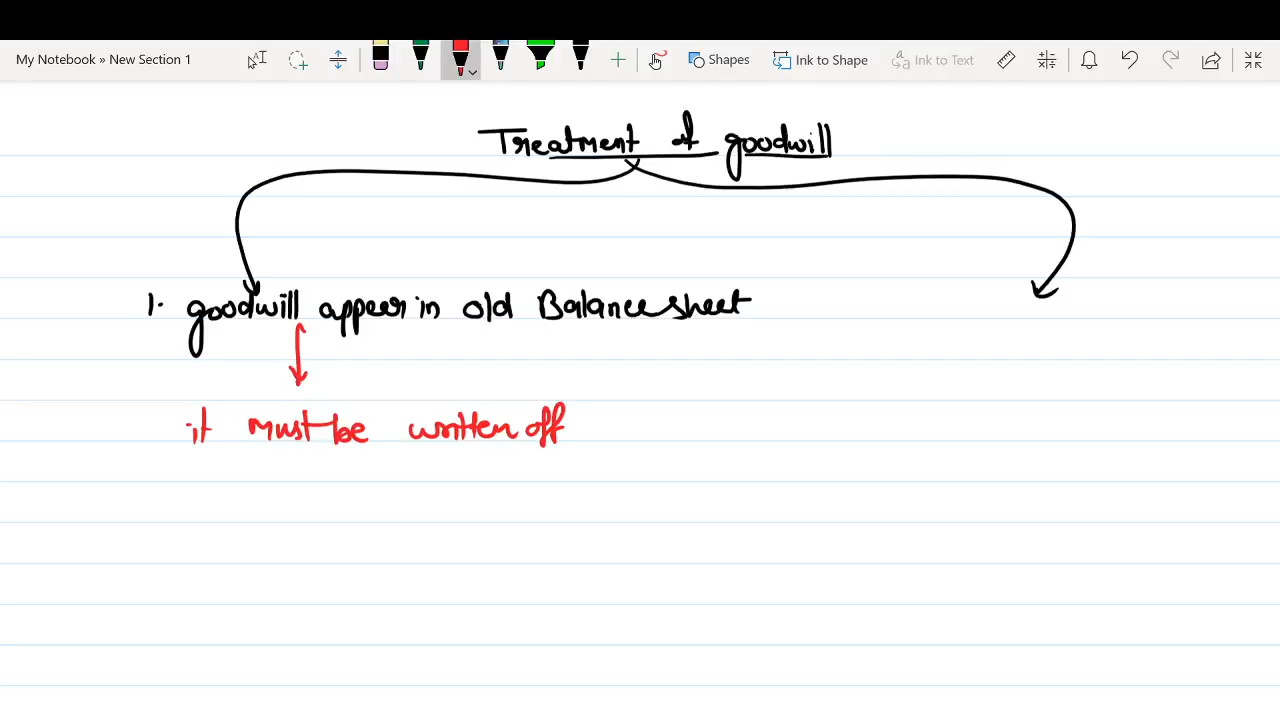 My Notebook » New Section 1
Shapes
Ink to Shape
Ink to Text
Treatment of goodwill
1. goodwill appear in old Balance sheet
it must be written off